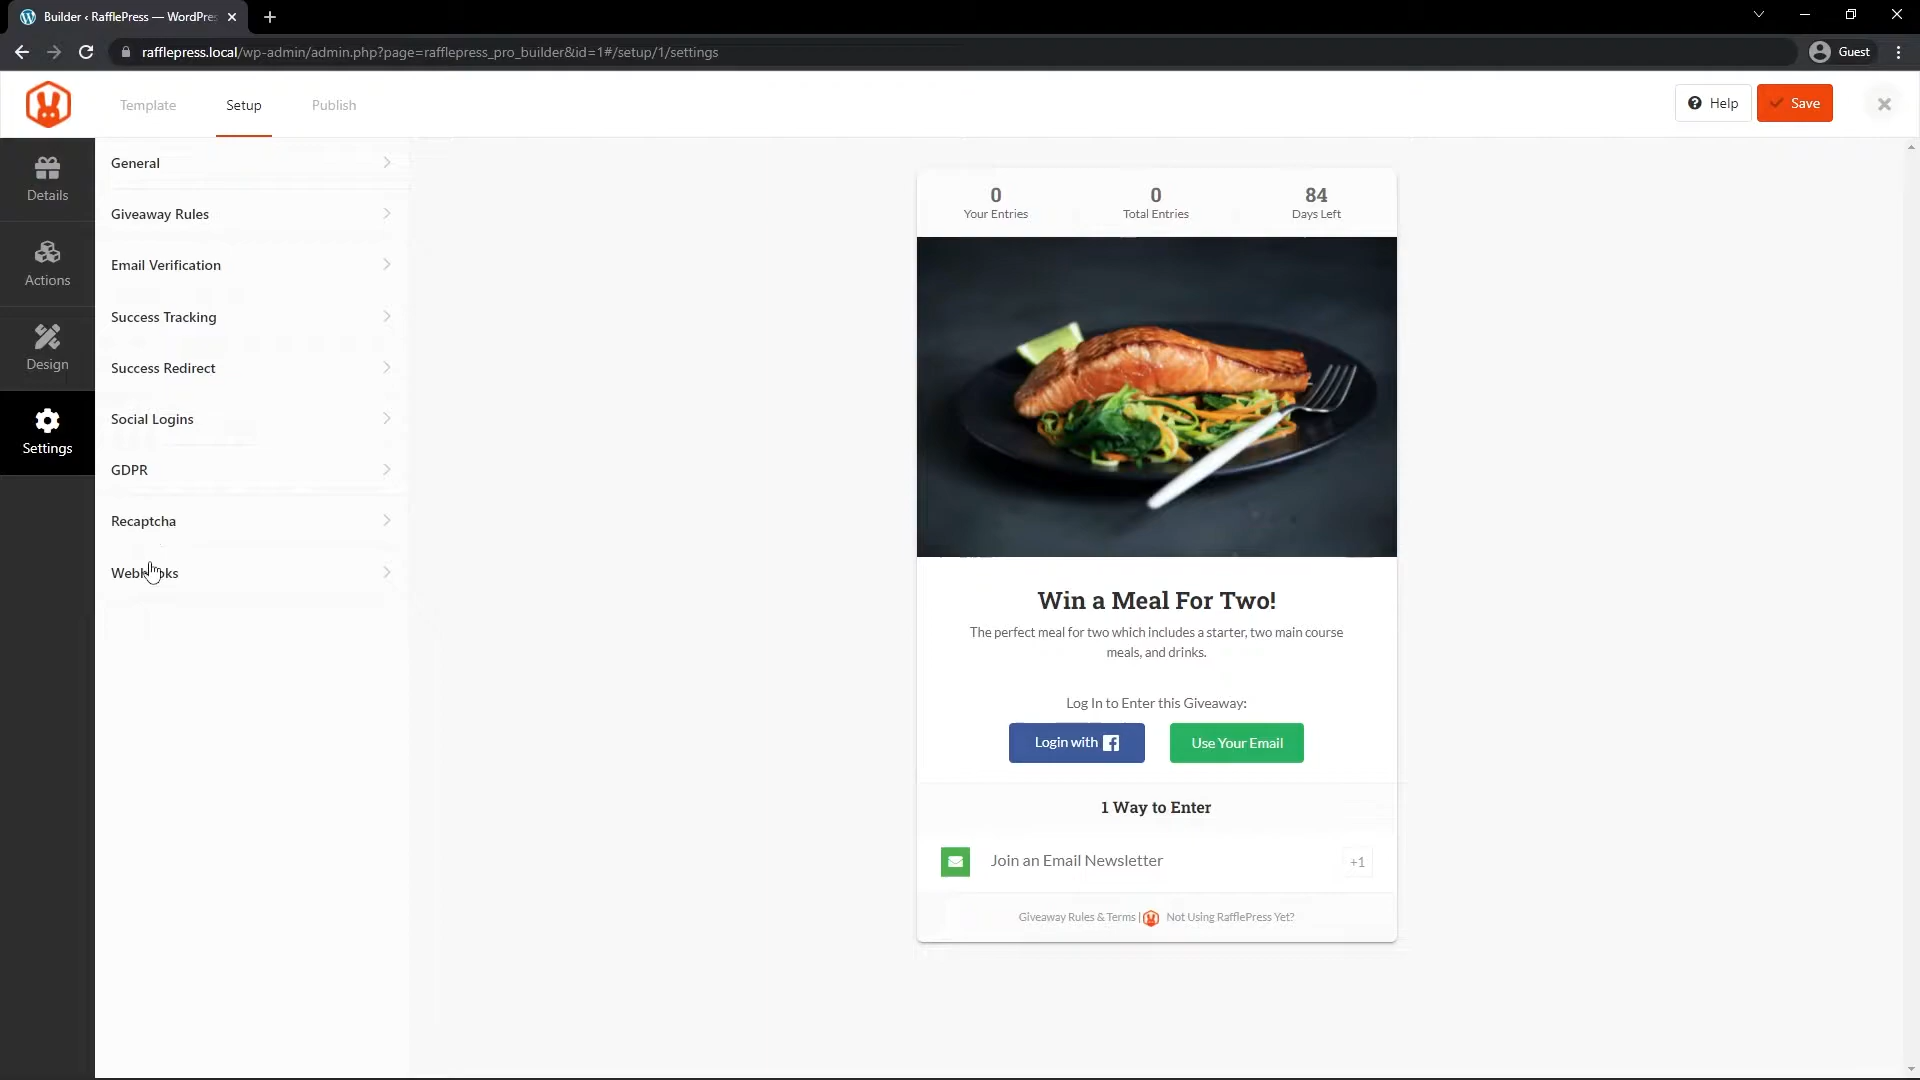 Builder ‹ RafflePress — WordPres
rafflepress.local/wp-admin/admin.php?page=rafflepress_pro_builder&id=1#/setup/1/settings
Guest
Template
Setup
Publish
Help
Save
Details
Actions
Design
Settings
General
Giveaway Rules
Email Verification
Success Tracking
Success Redirect
Social Logins
GDPR
Recaptcha
Webhooks
0
Your Entries
0
Total Entries
84
Days Left
Win a Meal For Two!
The perfect meal for two which includes a starter, two main course
meals, and drinks.
Log In to Enter this Giveaway:
Login with
Use Your Email
1 Way to Enter
Join an Email Newsletter
+1
Giveaway Rules & Terms | Not Using RafflePress Yet?